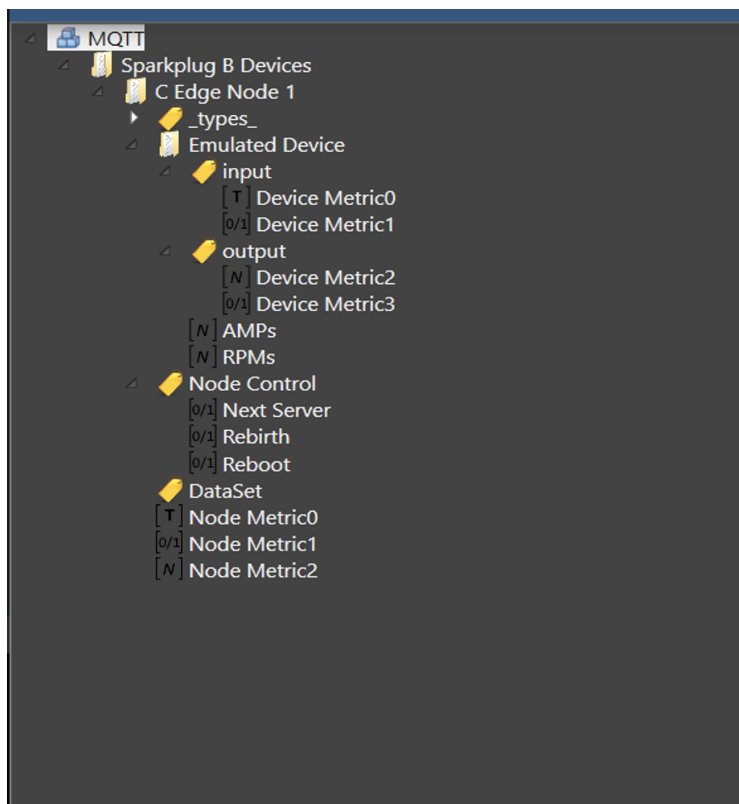 MQTT
Sparkplug B Devices
C Edge Node 1
_types_
Emulated Device
input
[T] Device Metric0
[0/1] Device Metric1
output
[N] Device Metric2
[0/1] Device Metric3
[N] AMPs
[N] RPMs
Node Control
[0/1] Next Server
[0/1] Rebirth
[0/1] Reboot
DataSet
[T] Node Metric0
[0/1] Node Metric1
[N] Node Metric2